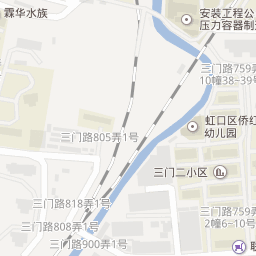 霖华水族
安装工程公
压力容器制
三门路759弄
10幢38~39号
虹口区侨红
幼儿园
三门路805弄1号
三门二小区
三门路818弄1号
三门路759弄
10幢6~10号
三门路808弄1号
三门路900弄1号